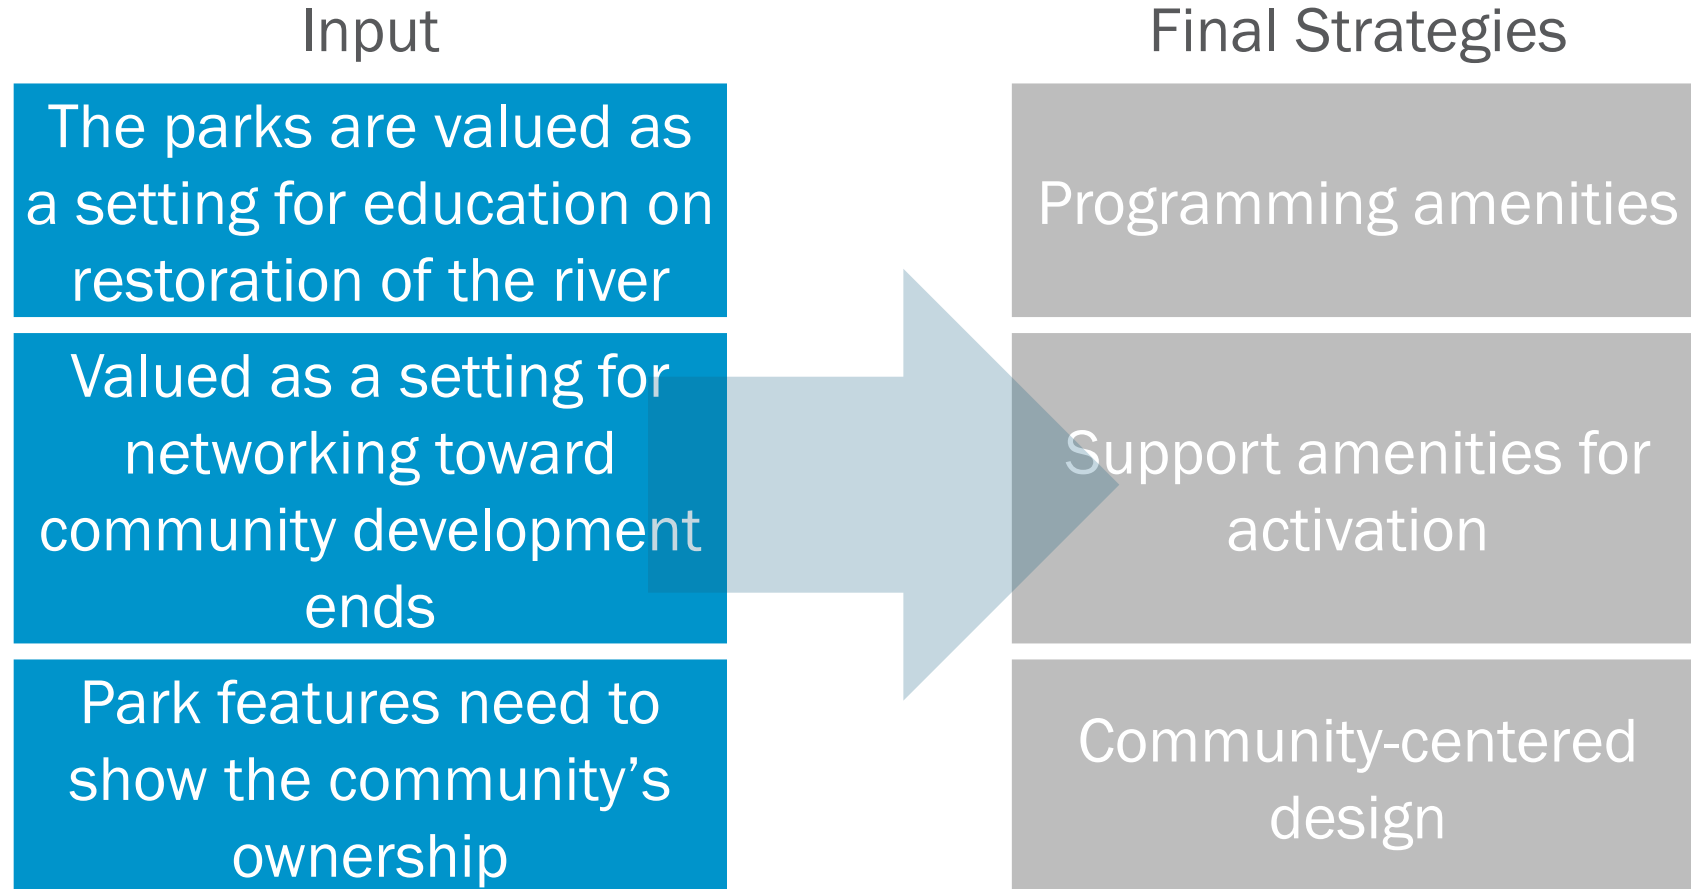 Input
The parks are valued as
a setting for education on
restoration of the river
Valued as a setting for
networking toward
community development
ends
Park features need to
show the community’s
ownership
Final Strategies
Programming amenities
Support amenities for
activation
Community-centered
design